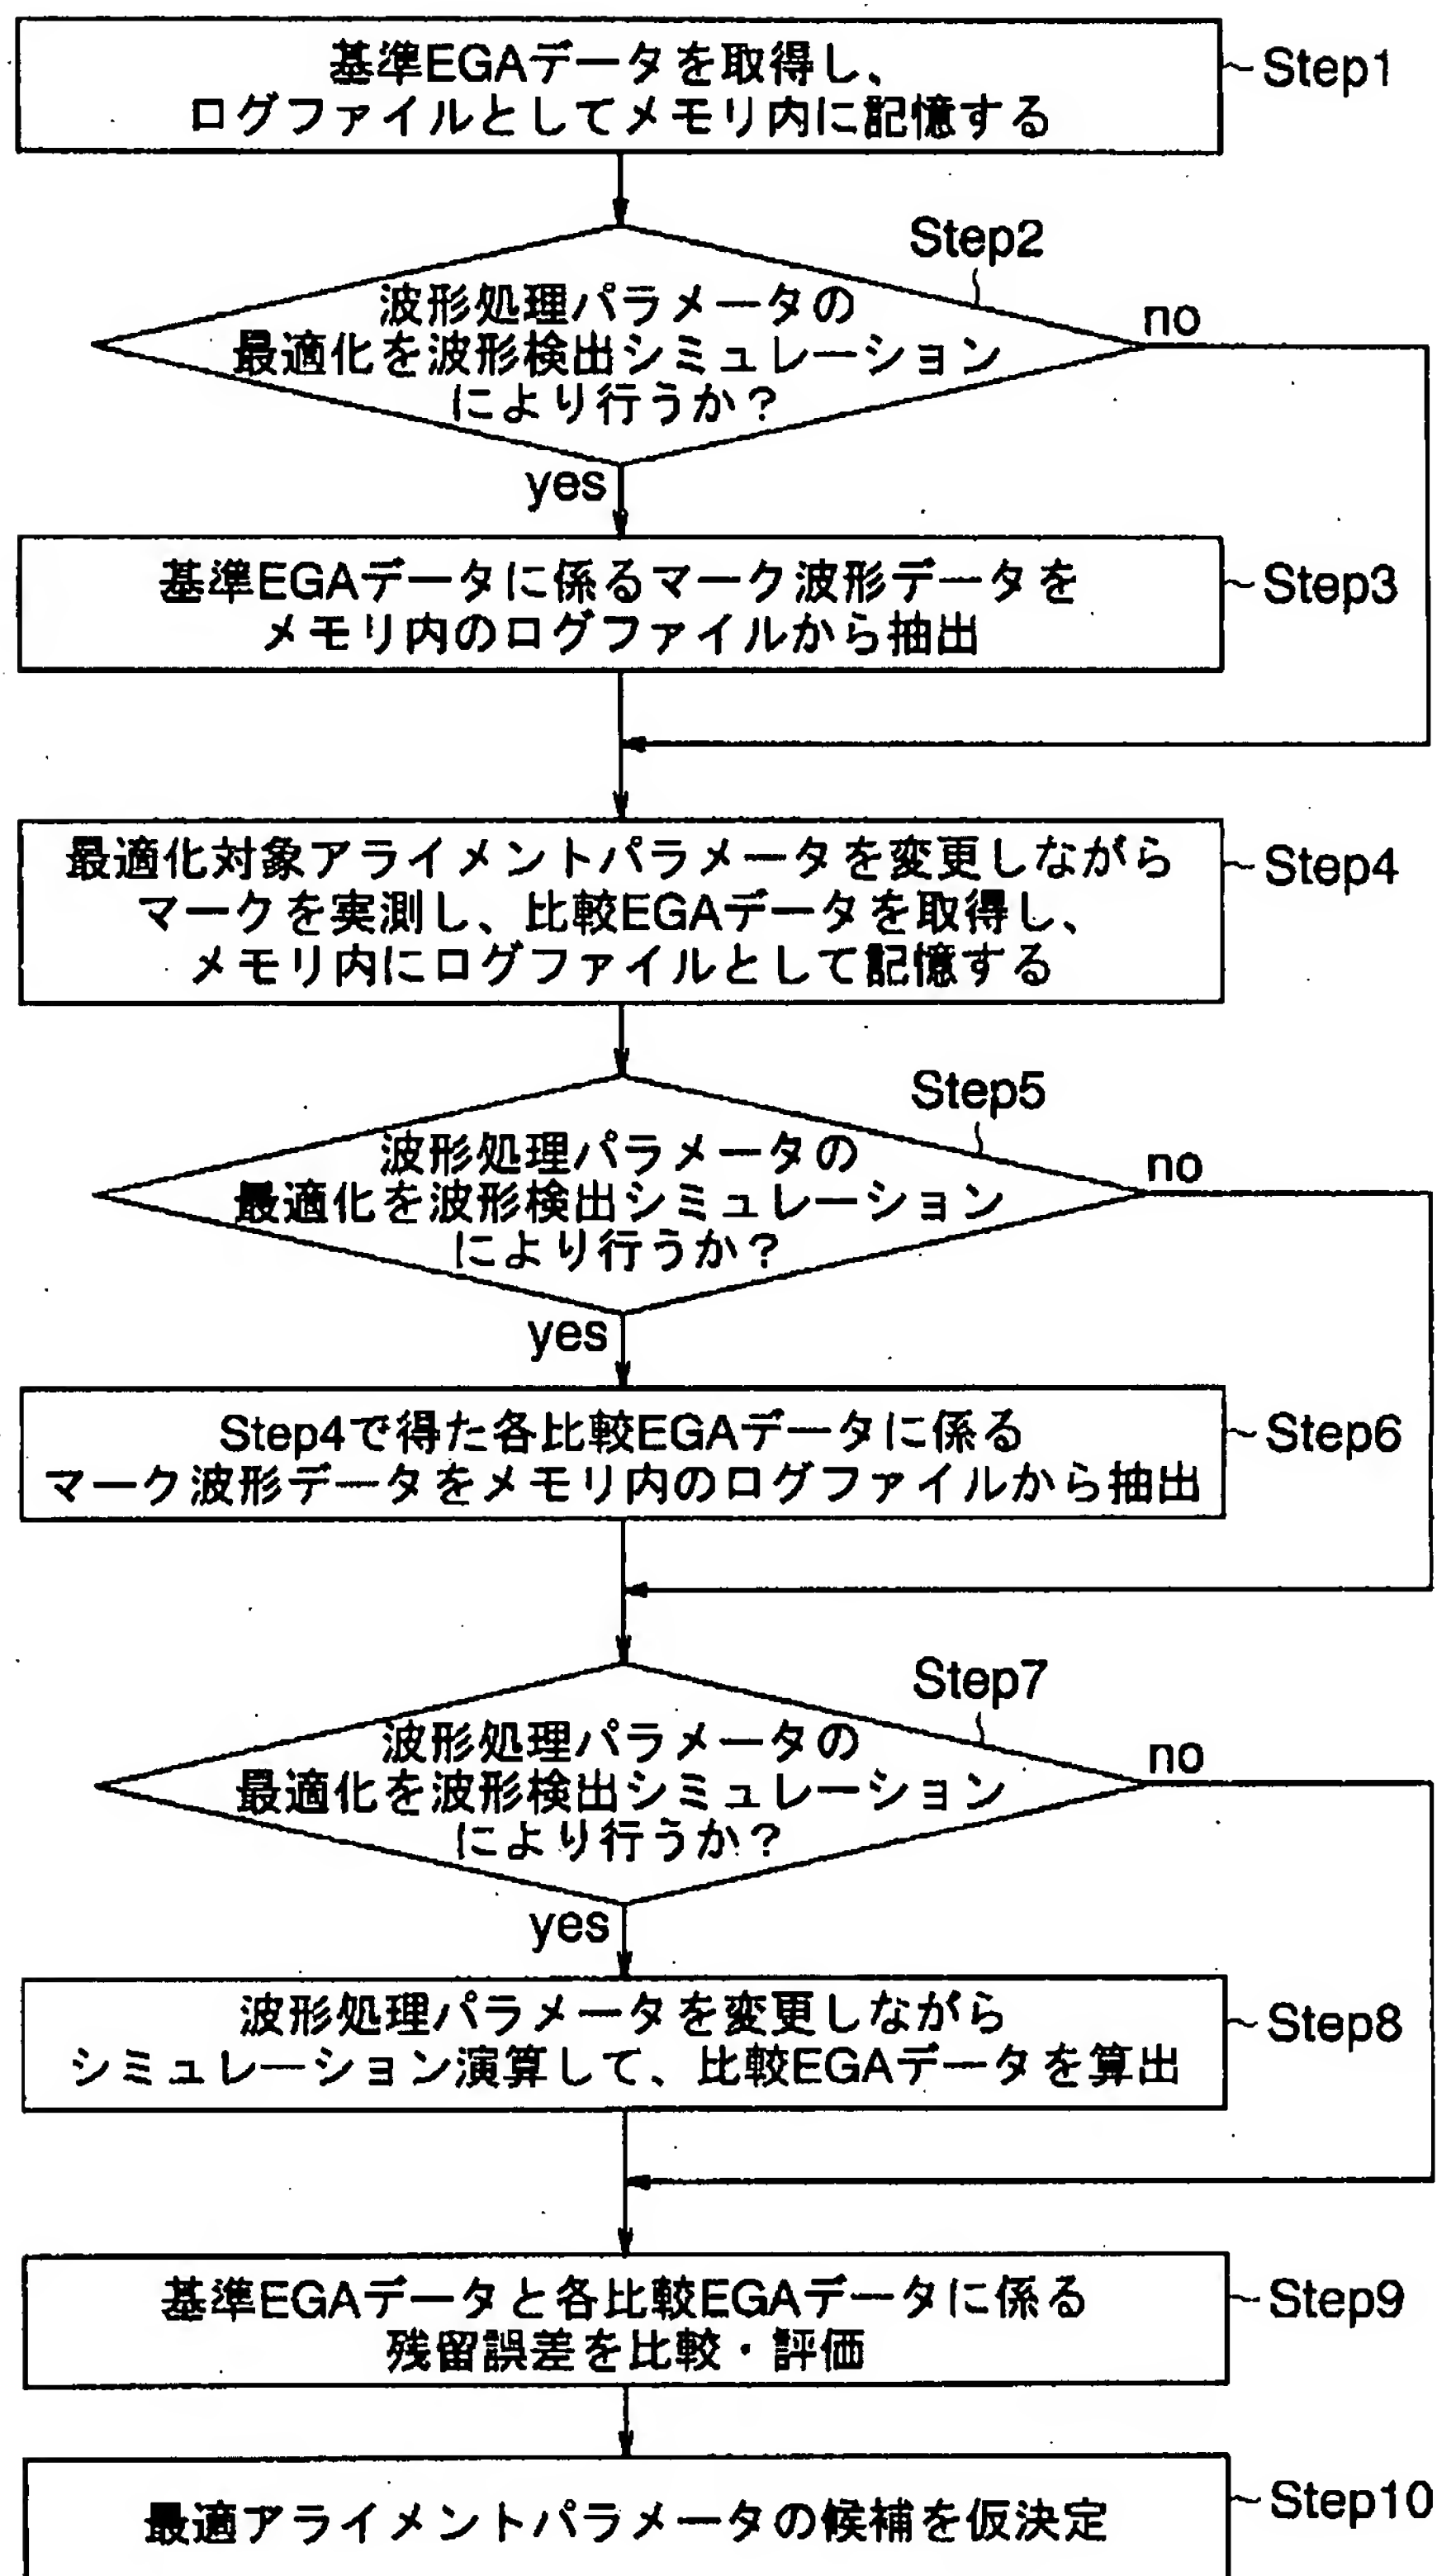 基準EGAデータを取得し、
ログファイルとしてメモリ内に記憶する
Step1
Step2
波形処理パラメータの
最適化を波形検出シミュレーション
により行うか?
no
yes
基準EGAデータに係るマーク波形データを
メモリ内のログファイルから抽出
Step3
最適化対象アライメントパラメータを変更しながら
マークを実測し、比較EGAデータを取得し、
メモリ内にログファイルとして記憶する
Step4
Step5
波形処理パラメータの
最適化を波形検出シミュレーション
により行うか?
no
yes
Step4で得た各比較EGAデータに係る
マーク波形データをメモリ内のログファイルから抽出
Step6
Step7
波形処理パラメータの
最適化を波形検出シミュレーション
により行うか?
no
yes
波形処理パラメータを変更しながら
シミュレーション演算して、比較EGAデータを算出
Step8
基準EGAデータと各比較EGAデータに係る
残留誤差を比較・評価
Step9
最適アライメントパラメータの候補を仮決定
Step10